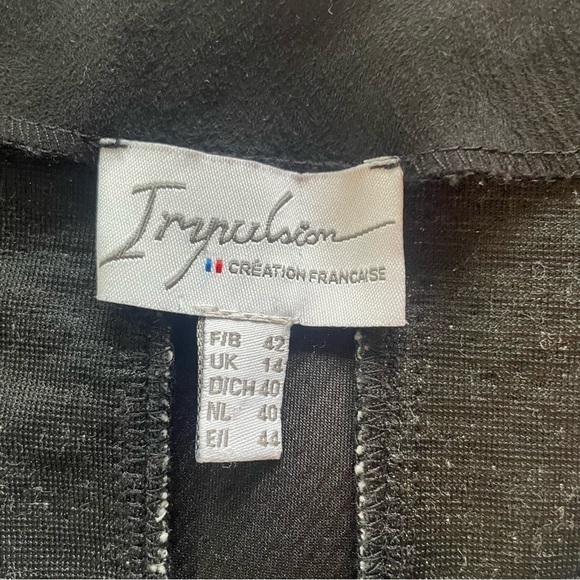 Impulsion
CRÉATION FRANCAISE
F/B 42
UK 14
D/CH 40
NL 40
E/I 44